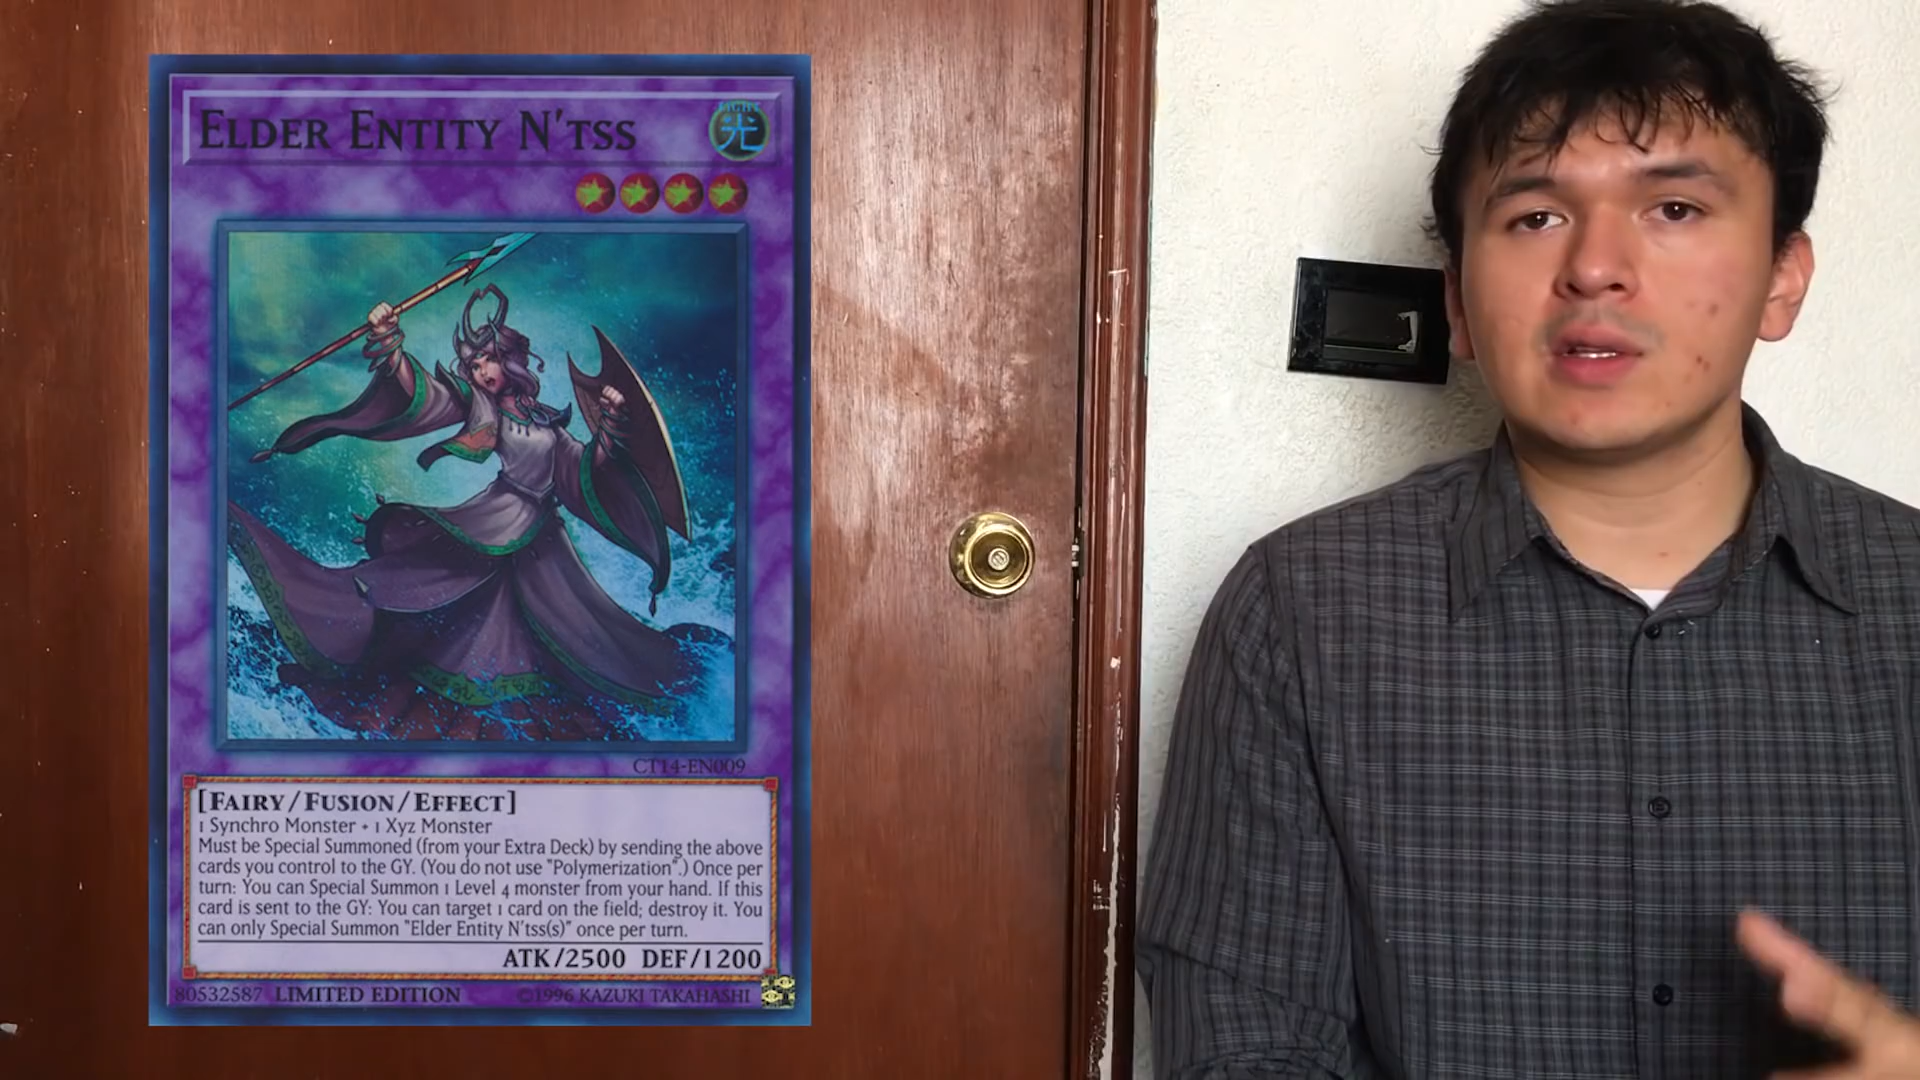 ELDER ENTITY N'TSS
LIGHT
光
CT14-EN009
[FAIRY/FUSION/EFFECT]
1 Synchro Monster + 1 Xyz Monster
Must be Special Summoned (from your Extra Deck) by sending the above
cards you control to the GY. (You do not use "Polymerization".) Once per
turn: You can Special Summon 1 Level 4 monster from your hand. If this
card is sent to the GY: You can target 1 card on the field; destroy it. You
can only Special Summon "Elder Entity N'tss(s)" once per turn.
ATK/2500 DEF/1200
80532587 LIMITED EDITION ©1996 KAZUKI TAKAHASHI